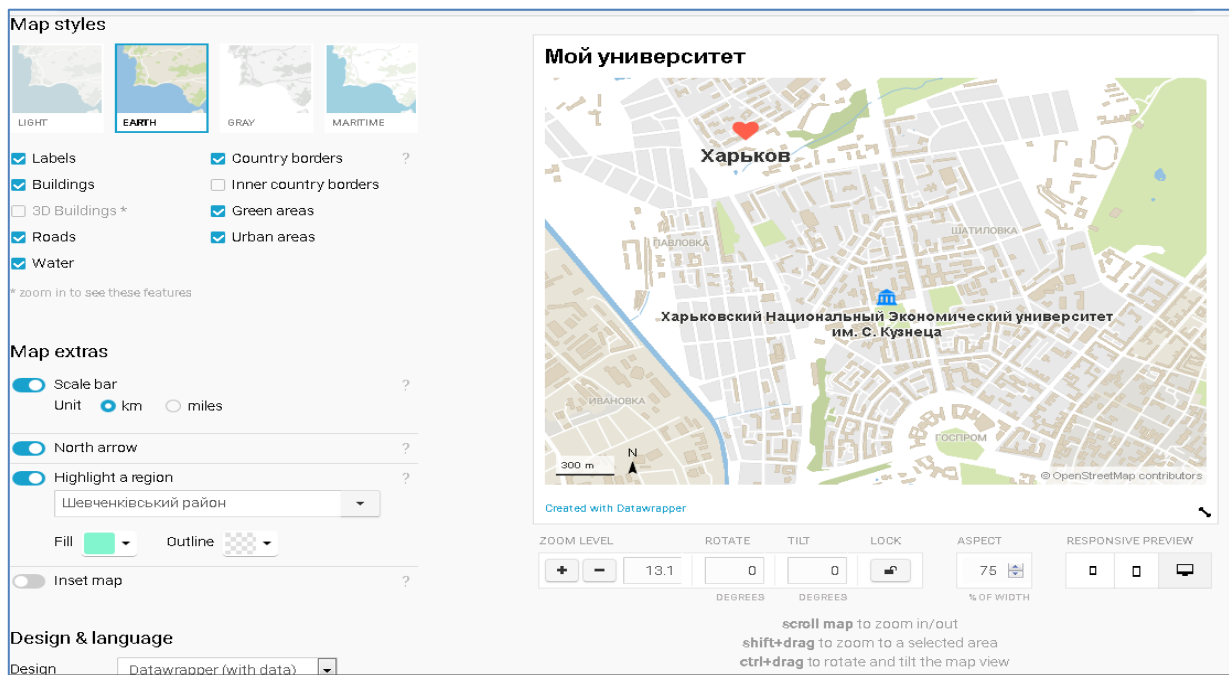 Map styles
LIGHT
EARTH
GRAY
MARITIME
Labels
Country borders
?
Buildings
Inner country borders
3D Buildings *
Green areas
Roads
Urban areas
Water
* zoom in to see these features
Map extras
Scale bar
?
Unit
km
miles
North arrow
?
Highlight a region
?
Шевченківський район
Fill
Outline
Inset map
?
Design & language
Design
Datawrapper (with data)
Мой университет
Харьков
ПАВЛОВКА
ШАТИЛОВКА
Харьковский Национальный Экономический университет
им. С. Кузнеца
ИВАНОВКА
ГОСПРОМ
300 m
N
© OpenStreetMap contributors
Created with Datawrapper
ZOOM LEVEL
ROTATE
TILT
LOCK
ASPECT
RESPONSIVE PREVIEW
+
−
13.1
0
0
75
DEGREES
DEGREES
% OF WIDTH
scroll map to zoom in/out
shift+drag to zoom to a selected area
ctrl+drag to rotate and tilt the map view